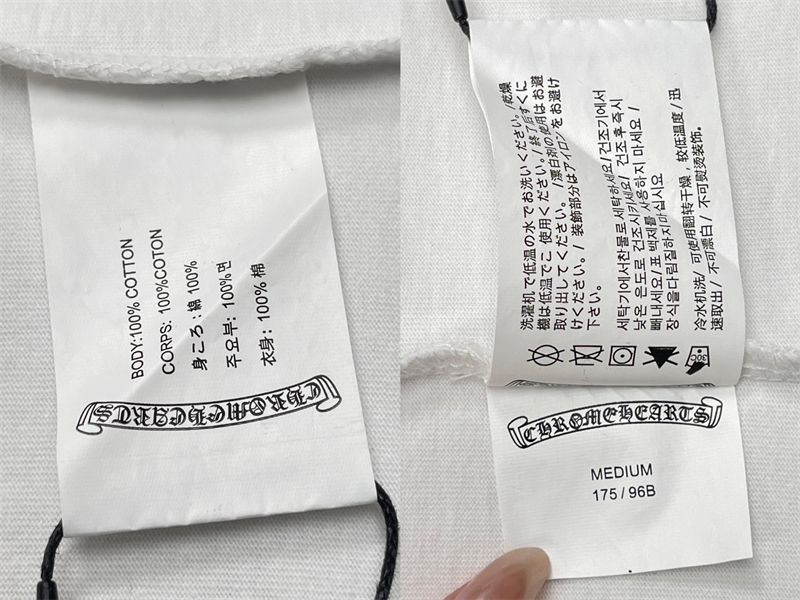 BODY:100% COTTON
CORPS: 100%COTON
身ごろ:綿 100%
주요부: 100% 면
衣身: 100% 棉
CHROMEHEARTS
洗濯机で低温の水でお洗いください。/乾燥
機は低温でご 使用ください。/ 終了后すぐに
取り出してください。 /漂白剤の使用はお避
けください。/ 装飾部分はアイロンをお避け
下さい。
세탁기에서찬물로세탁하세요/건조기에서
낮은 온도로 건조시키세요/ 건조후즉시
빼내세요/표 백제를 사용하지 마세요 /
장식을다림질하지마십시요
冷水机洗/ 可使用翻转干燥，较低温度 / 迅
速取出 / 不可漂白 / 不可熨烫装饰.
30C
CHROMEHEARTS
MEDIUM
175 / 96B